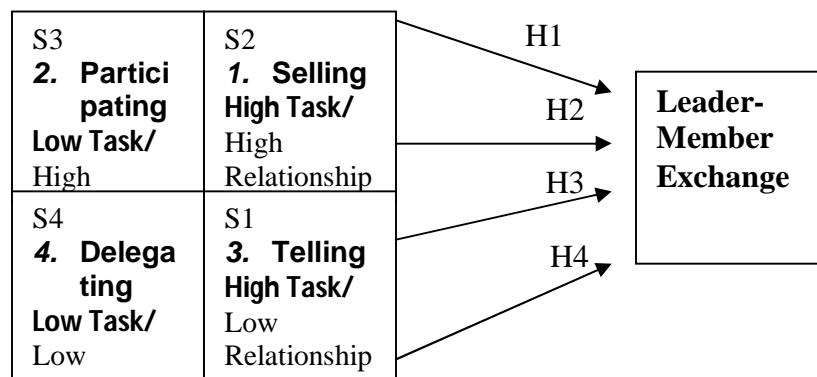 S3
2. Partici
pating
Low Task/
High
S2
1. Selling
High Task/
High
Relationship
S4
4. Delega
ting
Low Task/
Low
S1
3. Telling
High Task/
Low
Relationship
H1
H2
H3
H4
Leader-
Member
Exchange